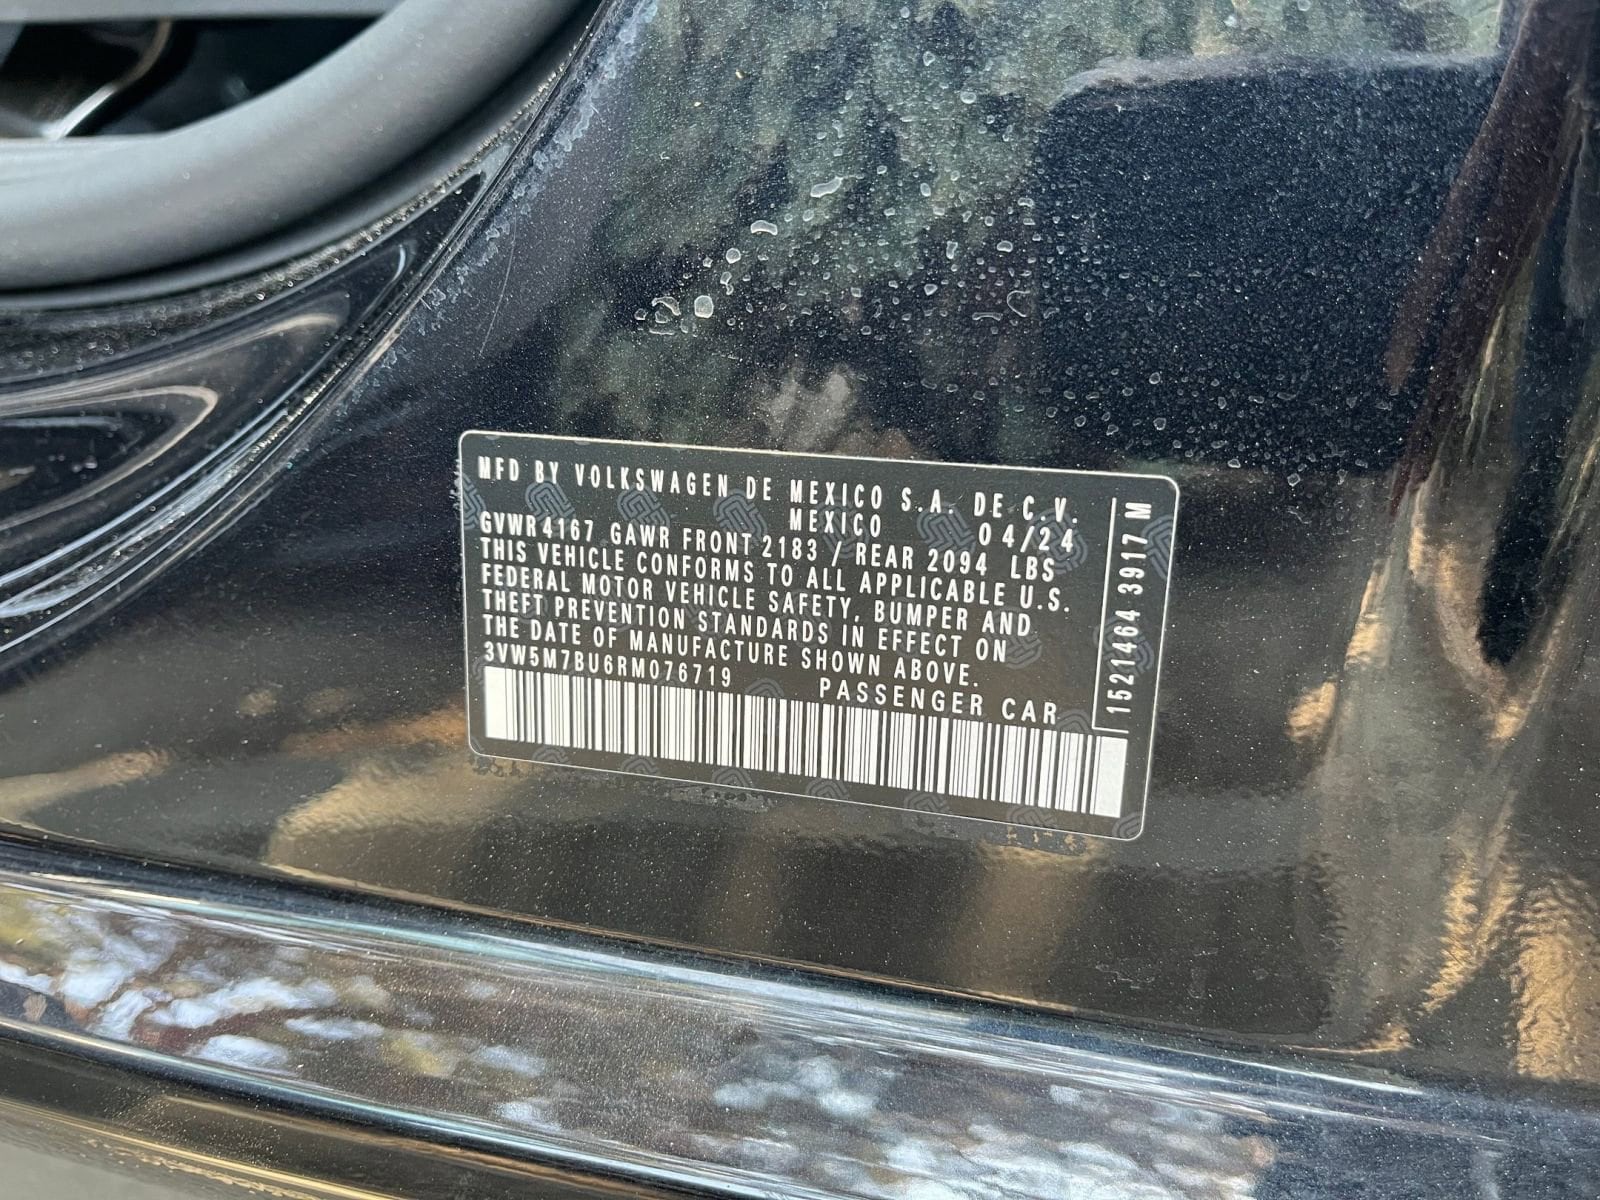 MFD BY VOLKSWAGEN DE MEXICO S.A. DE C.V.
MEXICO 04/24
GVWR 4167 GAWR FRONT 2183 / REAR 2094 LBS
THIS VEHICLE CONFORMS TO ALL APPLICABLE U.S.
FEDERAL MOTOR VEHICLE SAFETY, BUMPER AND
THEFT PREVENTION STANDARDS IN EFFECT ON
THE DATE OF MANUFACTURE SHOWN ABOVE.
3VW5M7BU6RM076719 PASSENGER CAR
1521464 3917 M